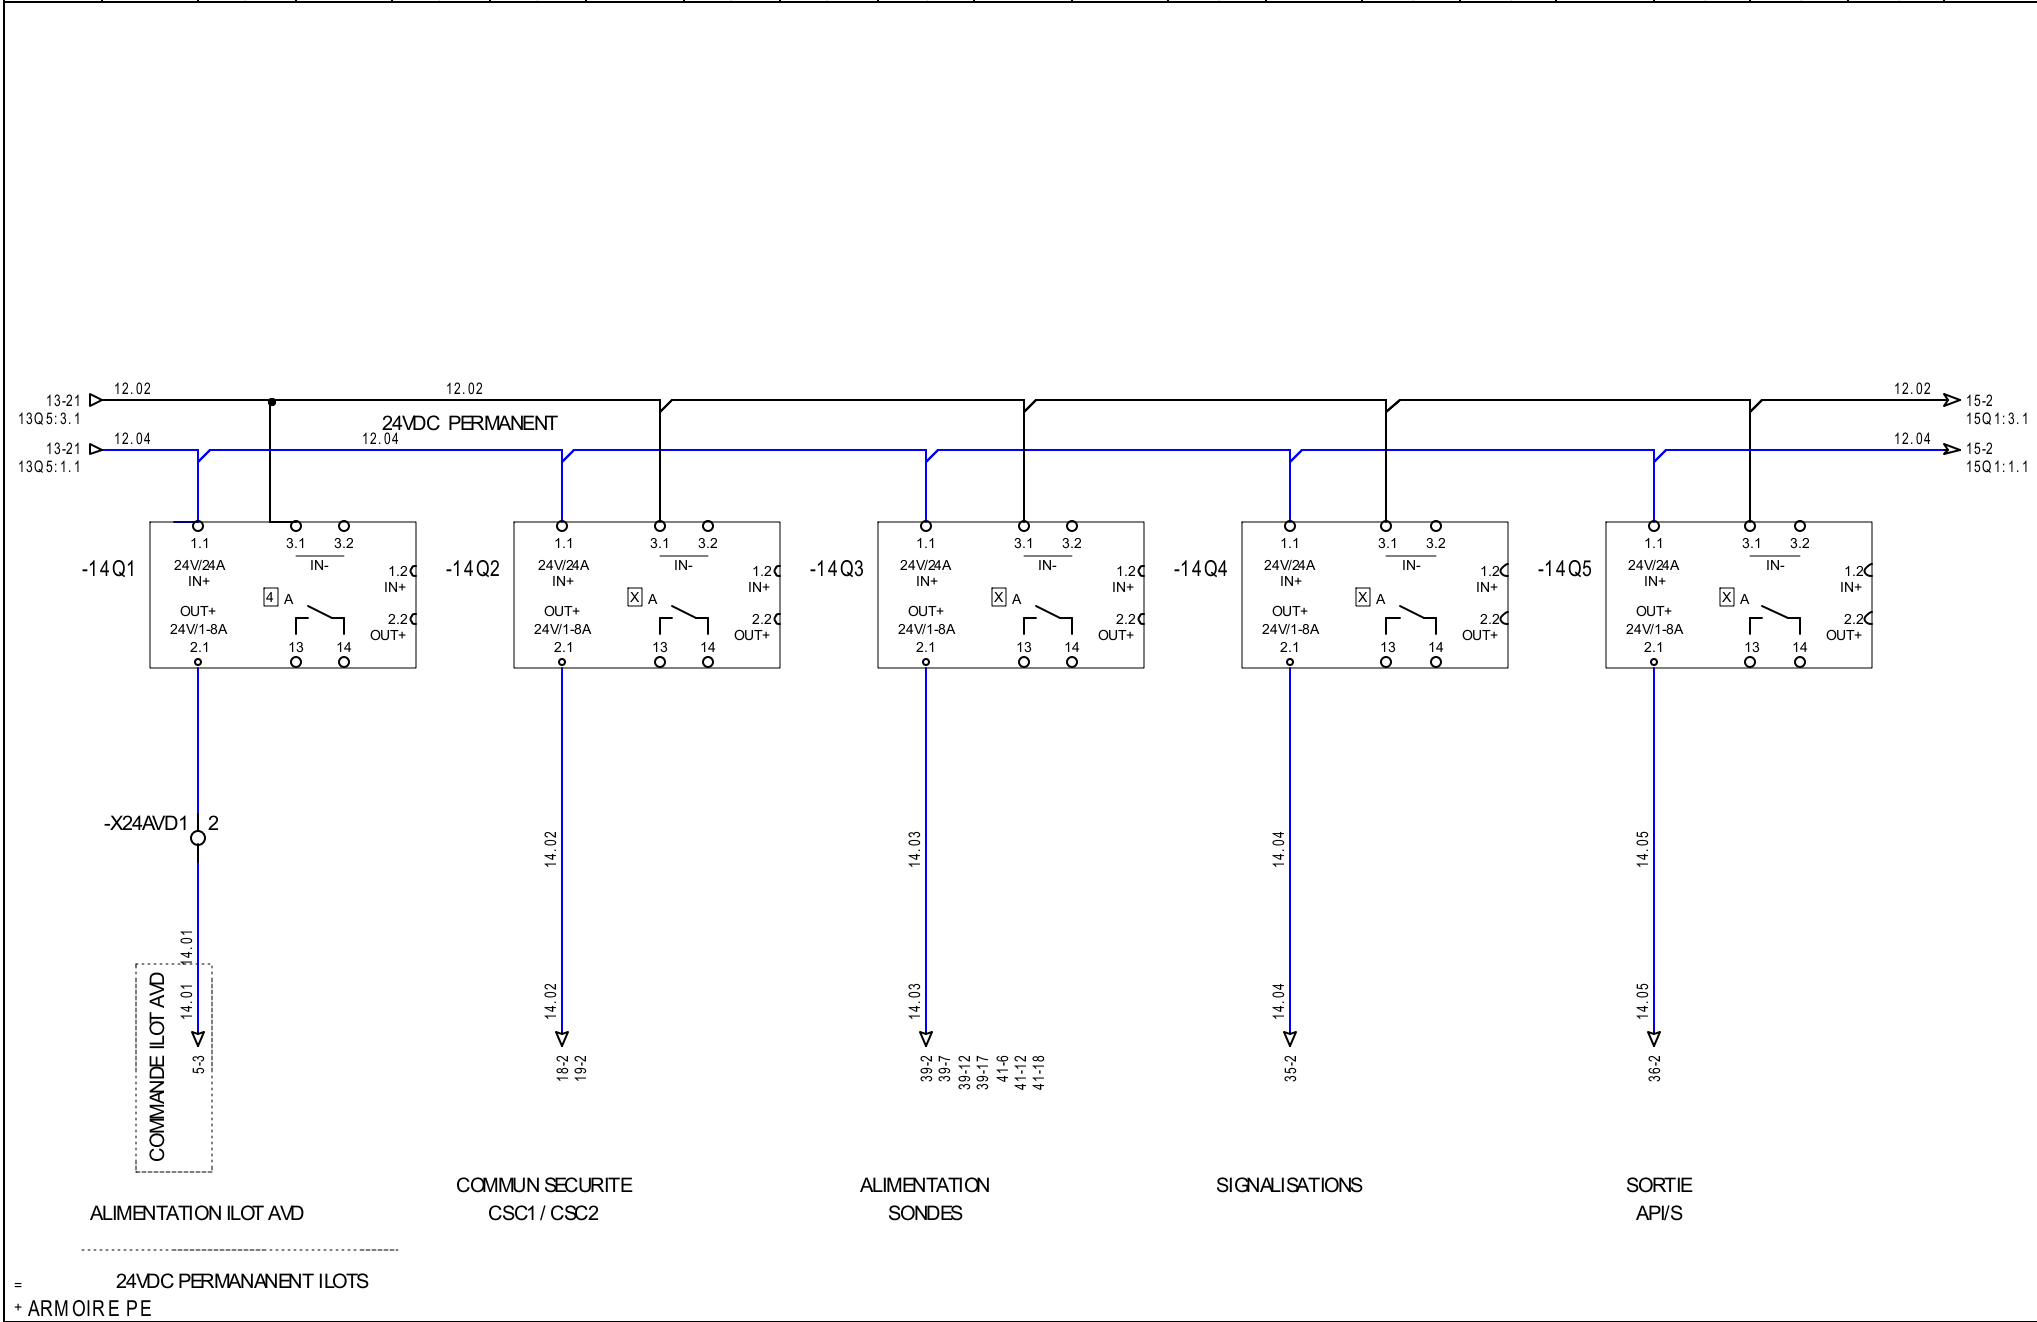 12.02
12.02
12.02
13-21
15-2
13Q5:3.1
15Q1:3.1
24VDC PERMANENT
12.04
12.04
12.04
13-21
15-2
13Q5:1.1
15Q1:1.1
-14Q1
1.1
3.1
3.2
24V/24A
IN+
IN-
1.2
IN+
4 A
OUT+
24V/1-8A
2.2
OUT+
2.1
13
14
-14Q2
1.1
3.1
3.2
24V/24A
IN+
IN-
1.2
IN+
X A
OUT+
24V/1-8A
2.2
OUT+
2.1
13
14
-14Q3
1.1
3.1
3.2
24V/24A
IN+
IN-
1.2
IN+
X A
OUT+
24V/1-8A
2.2
OUT+
2.1
13
14
-14Q4
1.1
3.1
3.2
24V/24A
IN+
IN-
1.2
IN+
X A
OUT+
24V/1-8A
2.2
OUT+
2.1
13
14
-14Q5
1.1
3.1
3.2
24V/24A
IN+
IN-
1.2
IN+
X A
OUT+
24V/1-8A
2.2
OUT+
2.1
13
14
-X24AVD1
2
14.01
14.01
COMMANDE ILOT AVD
5-3
14.02
14.02
18-2
19-2
14.03
14.03
39-2
39-7
39-12
39-17
41-6
41-12
41-18
14.04
14.04
35-2
14.05
14.05
36-2
ALIMENTATION ILOT AVD
COMMUN SECURITE
CSC1 / CSC2
ALIMENTATION
SONDES
SIGNALISATIONS
SORTIE
API/S
24VDC PERMANANENT ILOTS
=
+ ARMOIRE PE